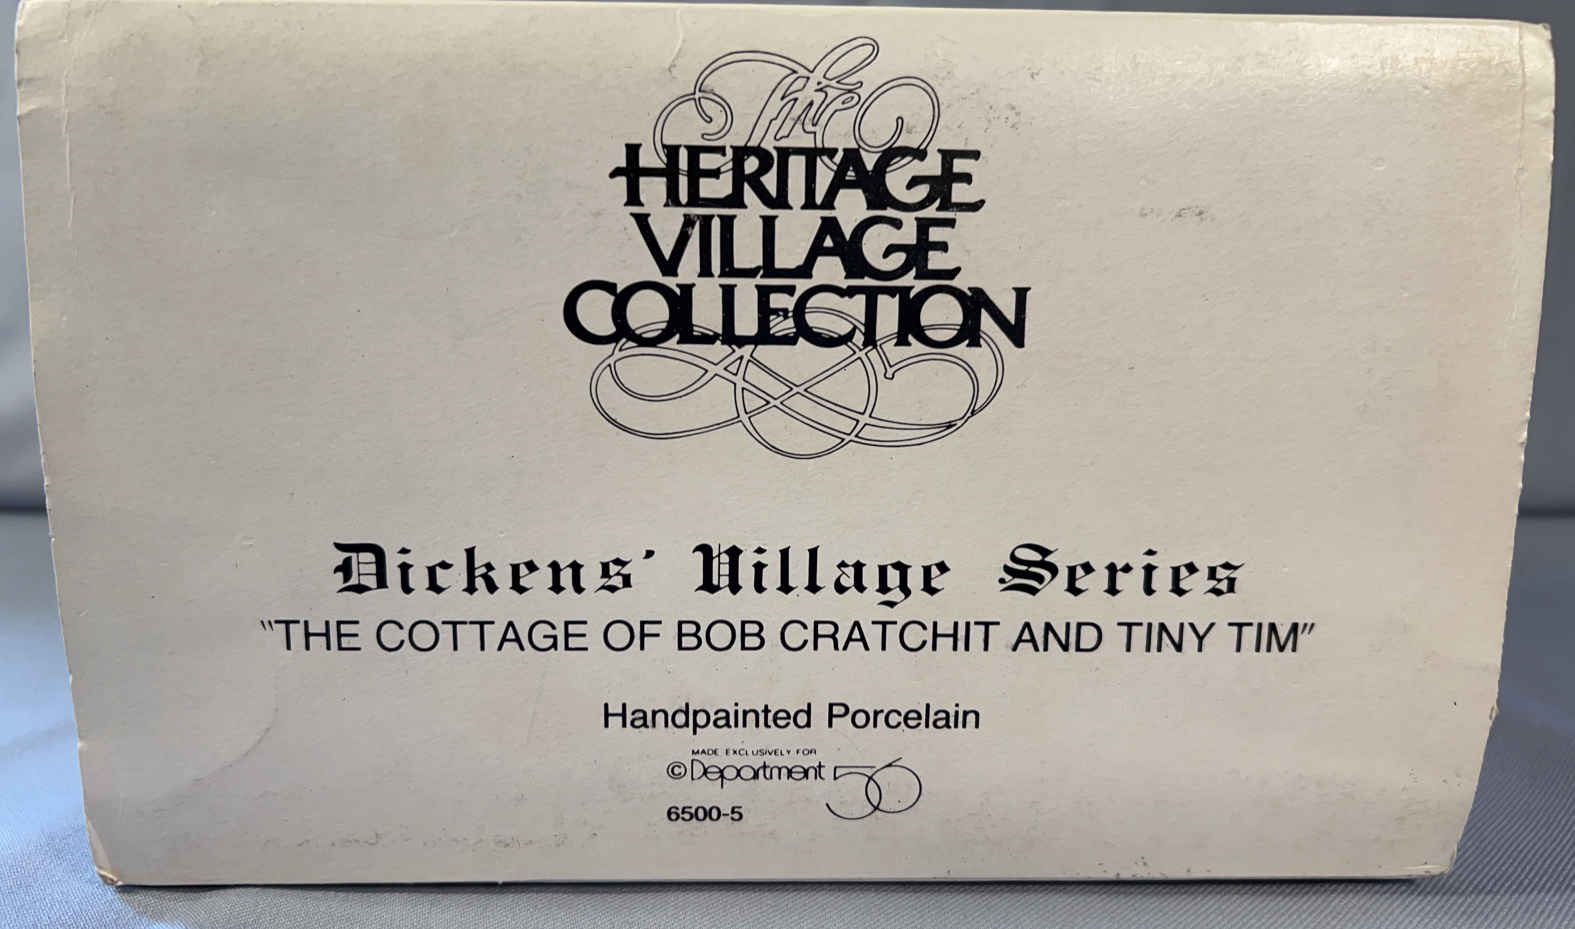 The
HERITAGE
VILLAGE
COLLECTION
Dickens' Village Series
"THE COTTAGE OF BOB CRATCHIT AND TINY TIM"
Handpainted Porcelain
MADE EXCLUSIVELY FOR
©Department 56
6500-5